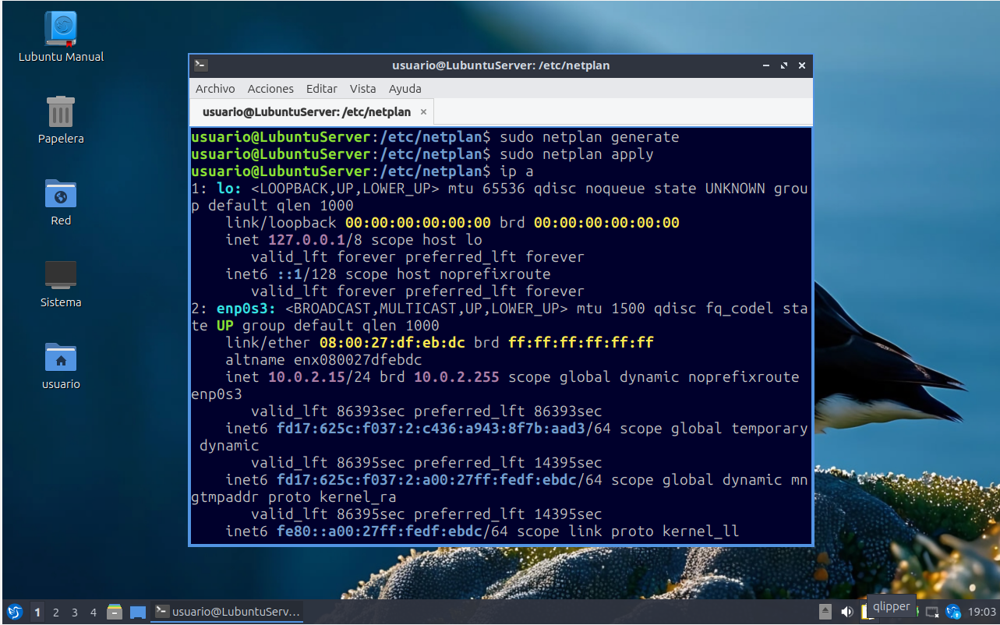 Lubuntu Manual
Papelera
Red
Sistema
usuario
usuario@LubuntuServer: /etc/netplan
Archivo Acciones Editar Vista Ayuda
usuario@LubuntuServer: /etc/netplan ×
usuario@LubuntuServer:/etc/netplan$ sudo netplan generate
usuario@LubuntuServer:/etc/netplan$ sudo netplan apply
usuario@LubuntuServer:/etc/netplan$ ip a
1: lo: <LOOPBACK,UP,LOWER_UP> mtu 65536 qdisc noqueue state UNKNOWN grou
p default qlen 1000
    link/loopback 00:00:00:00:00:00 brd 00:00:00:00:00:00
    inet 127.0.0.1/8 scope host lo
       valid_lft forever preferred_lft forever
    inet6 ::1/128 scope host noprefixroute
       valid_lft forever preferred_lft forever
2: enp0s3: <BROADCAST,MULTICAST,UP,LOWER_UP> mtu 1500 qdisc fq_codel sta
te UP group default qlen 1000
    link/ether 08:00:27:df:eb:dc brd ff:ff:ff:ff:ff:ff
    altname enx080027dfebdc
    inet 10.0.2.15/24 brd 10.0.2.255 scope global dynamic noprefixroute
enp0s3
       valid_lft 86393sec preferred_lft 86393sec
    inet6 fd17:625c:f037:2:c436:a943:8f7b:aad3/64 scope global temporary
 dynamic
       valid_lft 86395sec preferred_lft 14395sec
    inet6 fd17:625c:f037:2:a00:27ff:fedf:ebdc/64 scope global dynamic mn
gtmpaddr proto kernel_ra
       valid_lft 86395sec preferred_lft 14395sec
    inet6 fe80::a00:27ff:fedf:ebdc/64 scope link proto kernel_ll
1 2 3 4 usuario@LubuntuServ... qlipper 19:03